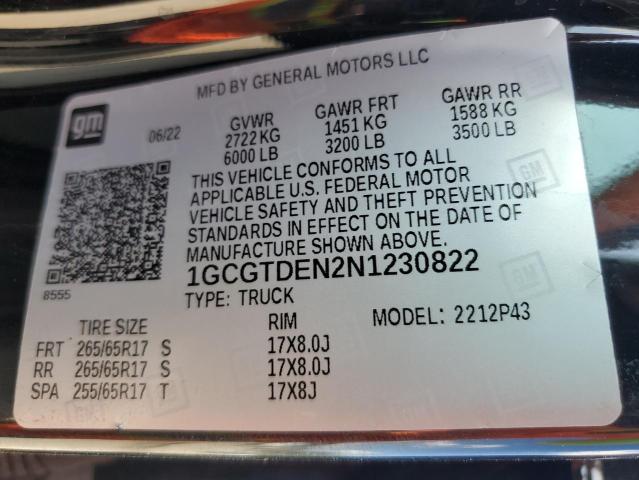 MFD BY GENERAL MOTORS LLC
gm
06/22
GVWR GAWR FRT GAWR RR
2722 KG 1451 KG 1588 KG
6000 LB 3200 LB 3500 LB
THIS VEHICLE CONFORMS TO ALL
APPLICABLE U.S. FEDERAL MOTOR
VEHICLE SAFETY AND THEFT PREVENTION
STANDARDS IN EFFECT ON THE DATE OF
MANUFACTURE SHOWN ABOVE.
8555
1GCGTDEN2N1230822
TYPE: TRUCK MODEL: 2212P43
TIRE SIZE RIM
FRT 265/65R17 S 17X8.0J
RR 265/65R17 S 17X8.0J
SPA 255/65R17 T 17X8J